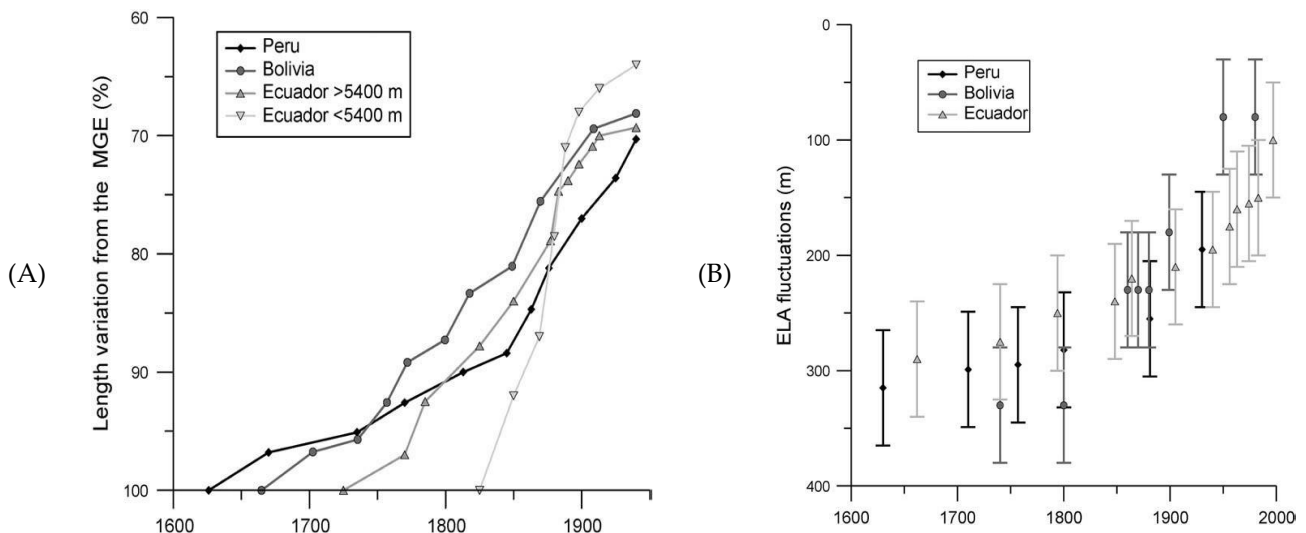 (A)
Length variation from the MGE (%)
60
70
80
90
100
1600
1700
1800
1900
Peru
Bolivia
Ecuador >5400 m
Ecuador <5400 m
(B)
ELA fluctuations (m)
0
100
200
300
400
1600
1700
1800
1900
2000
Peru
Bolivia
Ecuador